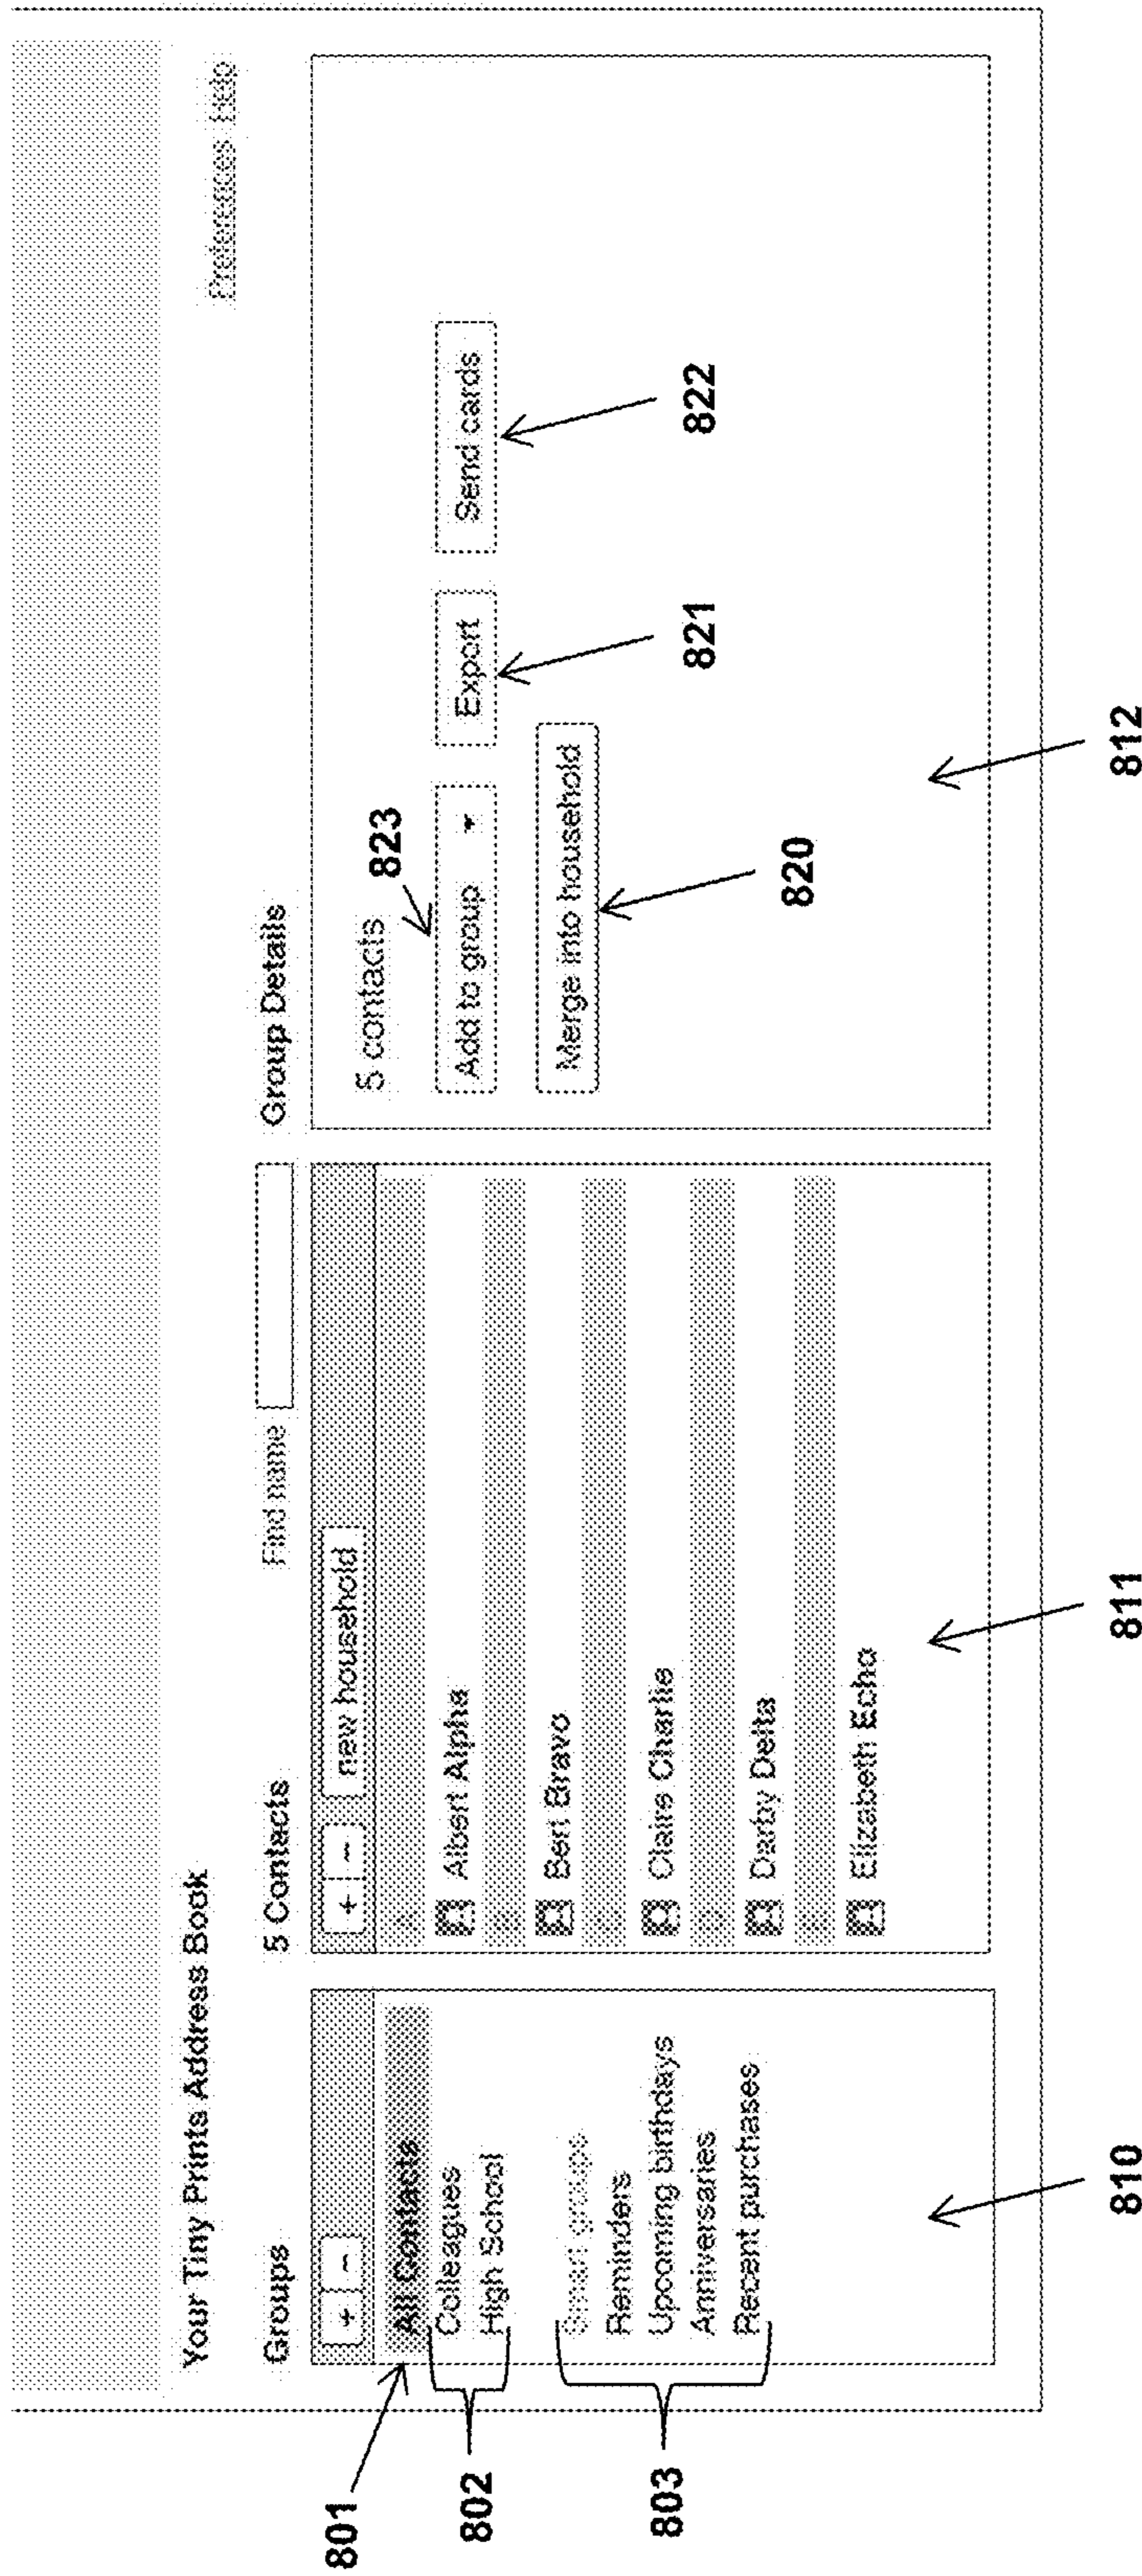 Your Tiny Prints Address Book
Preferences Help
Groups
+ -
801
All Contacts
802
Colleagues
High School
803
Smart groups
Reminders
Upcoming birthdays
Anniversaries
Recent purchases
810
5 Contacts
Find name
+ - new household
Albert Alpha
Bert Bravo
Claire Charlie
Darby Delta
Elizabeth Echo
811
Group Details
5 contacts
823
Add to group Export Send cards
Merge into household
822
821
820
812